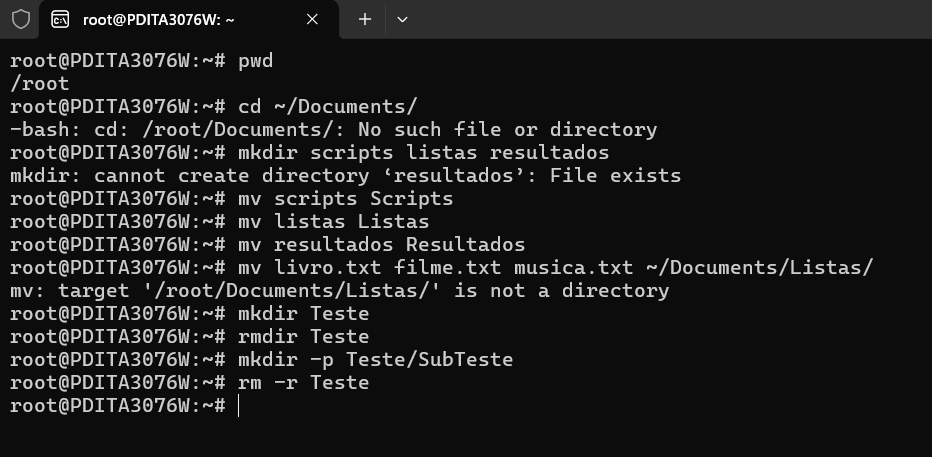 root@PDITA3076W: ~
root@PDITA3076W:~# pwd
/root
root@PDITA3076W:~# cd ~/Documents/
-bash: cd: /root/Documents/: No such file or directory
root@PDITA3076W:~# mkdir scripts listas resultados
mkdir: cannot create directory ‘resultados’: File exists
root@PDITA3076W:~# mv scripts Scripts
root@PDITA3076W:~# mv listas Listas
root@PDITA3076W:~# mv resultados Resultados
root@PDITA3076W:~# mv livro.txt filme.txt musica.txt ~/Documents/Listas/
mv: target '/root/Documents/Listas/' is not a directory
root@PDITA3076W:~# mkdir Teste
root@PDITA3076W:~# rmdir Teste
root@PDITA3076W:~# mkdir -p Teste/SubTeste
root@PDITA3076W:~# rm -r Teste
root@PDITA3076W:~#